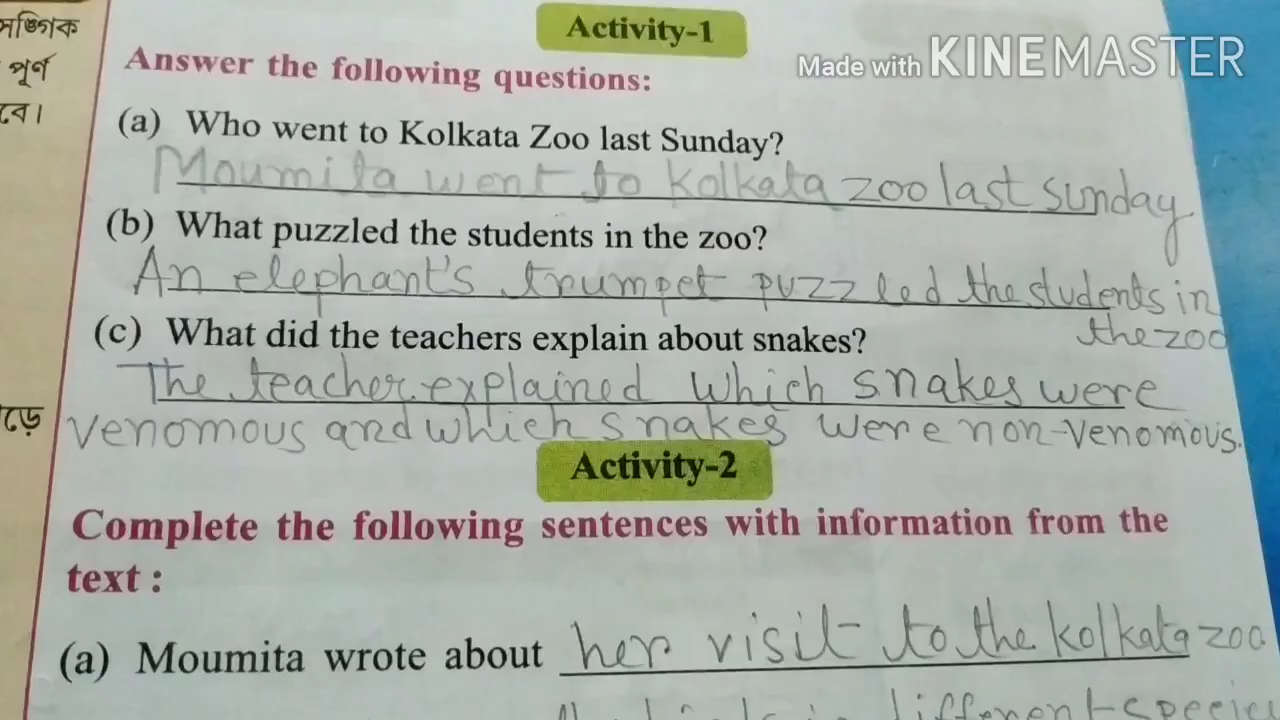 সঙ্গিক
Activity-1
Made with KINEMASTER
পূর্ণ
Answer the following questions:
বে।
(a) Who went to Kolkata Zoo last Sunday?
Moumita went to kolkata zoo last sunday
(b) What puzzled the students in the zoo?
An elephant's trumpet puzzled the students in
the zoo
(c) What did the teachers explain about snakes?
The teacher explained which snakes were
ড়ে
venomous and which snakes were non-venomous.
Activity-2
Complete the following sentences with information from the
text :
(a) Moumita wrote about her visit to the kolkata zoo
different species